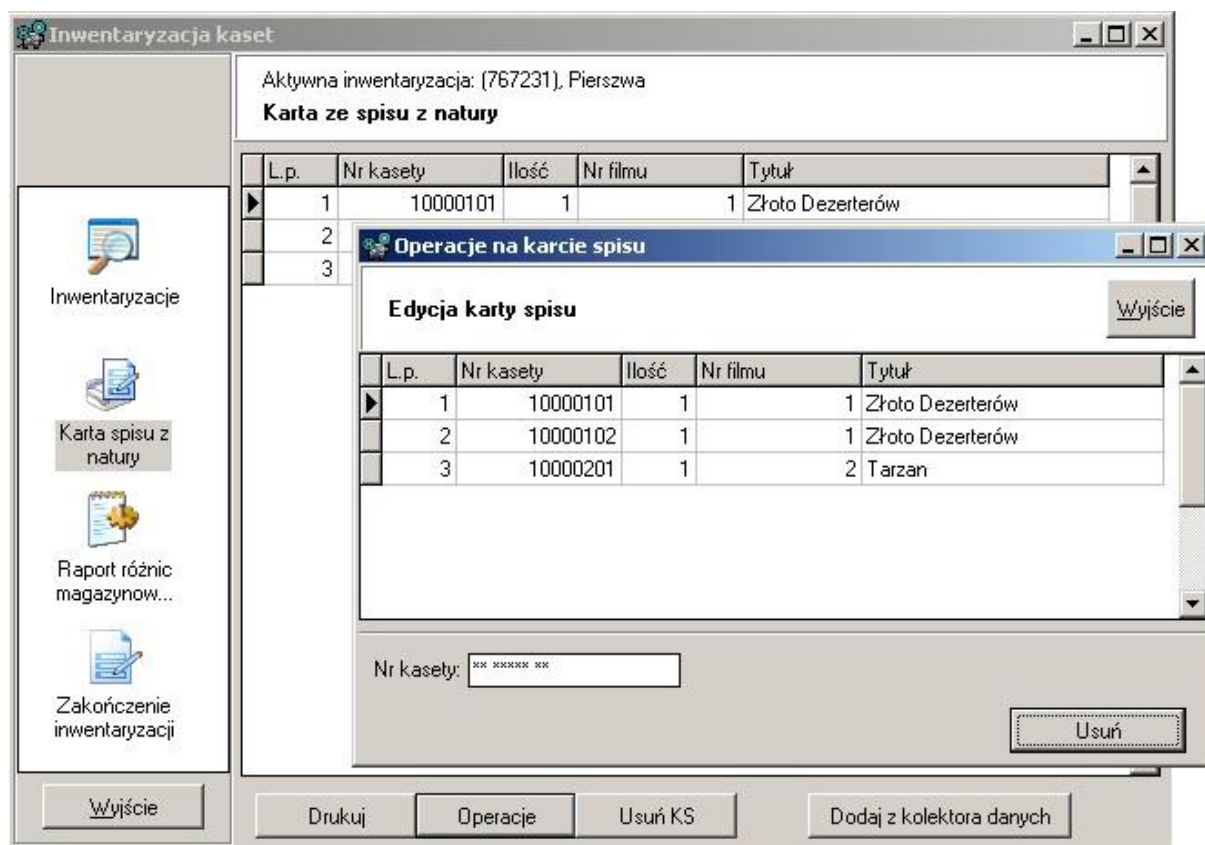 Inwentaryzacja kaset
Aktywna inwentaryzacja: (767231), Pierszwa
Karta ze spisu z natury
L.p. Nr kasety Ilość Nr filmu Tytuł
1 10000101 1 1 Złoto Dezerterów
2
3
Inwentaryzacje
Karta spisu z
natury
Raport różnic
magazynow...
Zakończenie
inwentaryzacji
Wyjście
Operacje na karcie spisu
Edycja karty spisu
Wyjście
L.p. Nr kasety Ilość Nr filmu Tytuł
1 10000101 1 1 Złoto Dezerterów
2 10000102 1 1 Złoto Dezerterów
3 10000201 1 2 Tarzan
Nr kasety: ** ***** **
Usuń
Drukuj Operacje Usuń KS Dodaj z kolektora danych